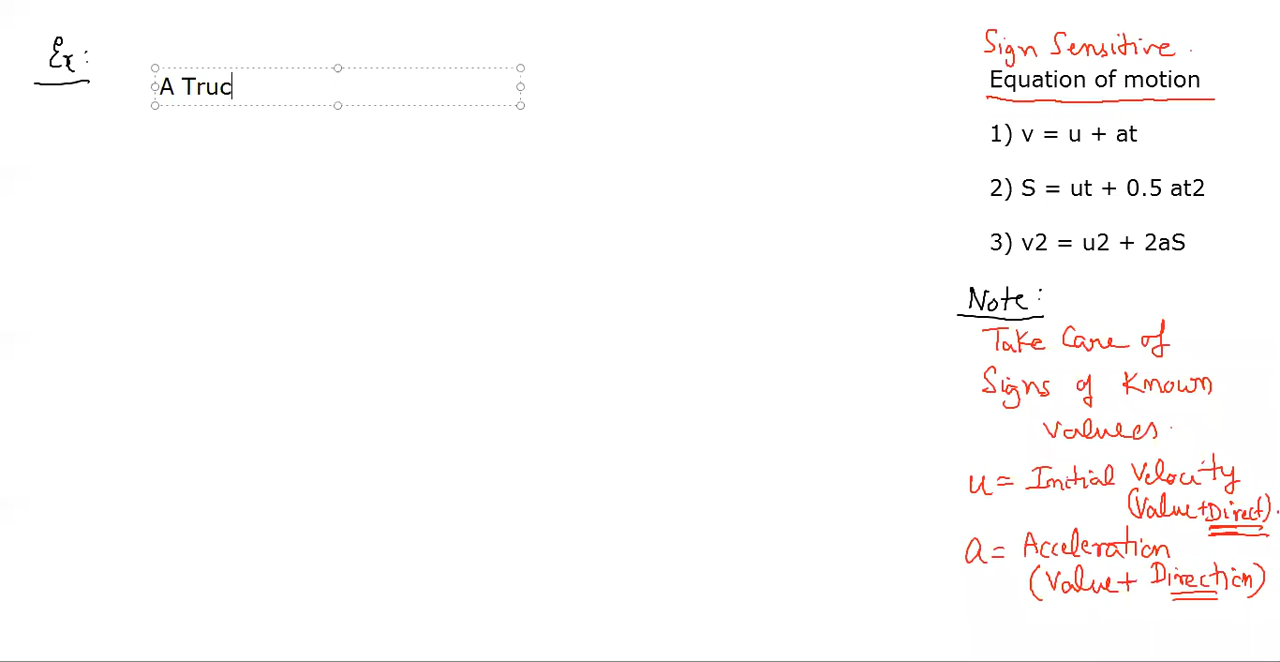 Ex:
A Truc
Sign Sensitive.
Equation of motion
1) v = u + at
2) S = ut + 0.5 at2
3) v2 = u2 + 2aS
Note:
Take Care of
Signs of Known
Values.
u = Initial Velocity
(Value+Direct).
a = Acceleration
(Value+ Direction)